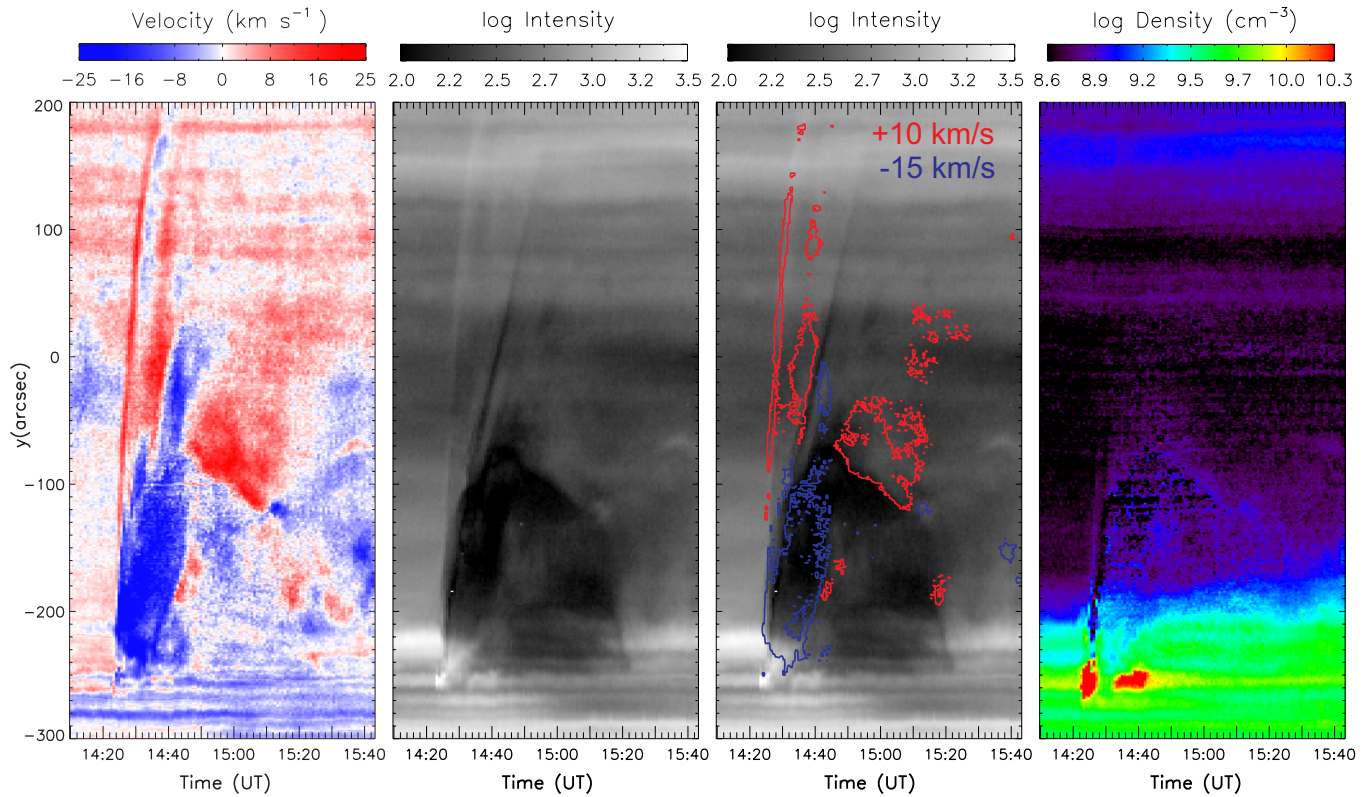 Velocity (km s⁻¹)
log Intensity
log Intensity
log Density (cm⁻³)
−25 −16 −8 0 8 16 25
2.0 2.2 2.5 2.7 3.0 3.2 3.5
2.0 2.2 2.5 2.7 3.0 3.2 3.5
8.6 8.9 9.2 9.5 9.7 10.0 10.3
200
100
0
−100
−200
−300
y(arcsec)
+10 km/s
-15 km/s
14:20 14:40 15:00 15:20 15:40
14:20 14:40 15:00 15:20 15:40
14:20 14:40 15:00 15:20 15:40
14:20 14:40 15:00 15:20 15:40
Time (UT)
Time (UT)
Time (UT)
Time (UT)